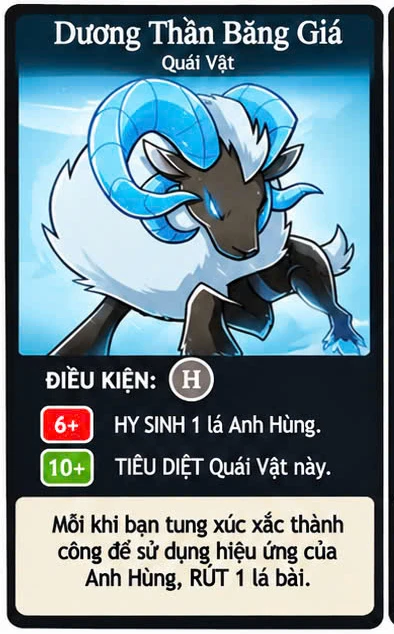 Dương Thần Băng Giá
Quái Vật
ĐIỀU KIỆN: H
6+ HY SINH 1 lá Anh Hùng.
10+ TIÊU DIỆT Quái Vật này.
Mỗi khi bạn tung xúc xắc thành
công để sử dụng hiệu ứng của
Anh Hùng, RÚT 1 lá bài.